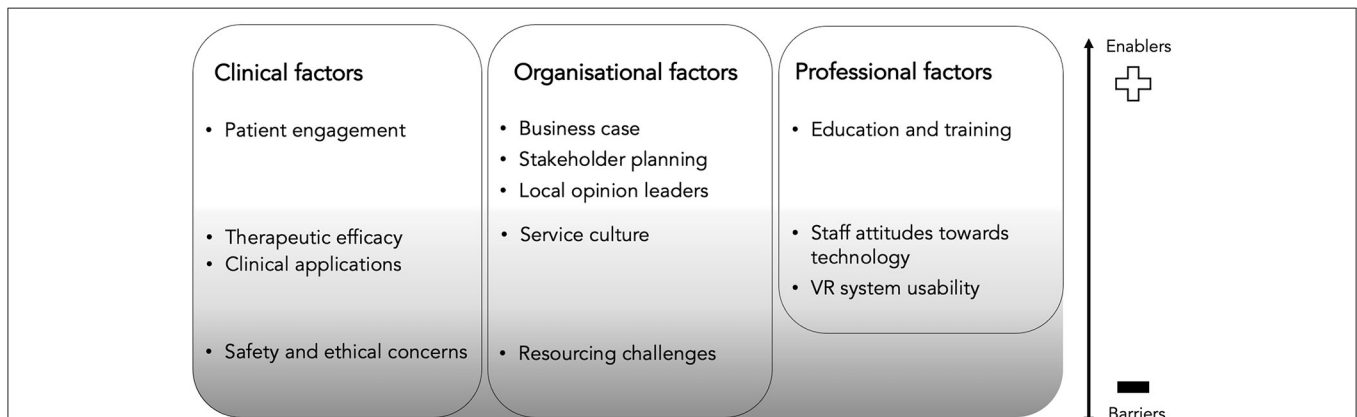 Clinical factors
• Patient engagement
• Therapeutic efficacy
• Clinical applications
• Safety and ethical concerns
Organisational factors
• Business case
• Stakeholder planning
• Local opinion leaders
• Service culture
• Resourcing challenges
Professional factors
• Education and training
• Staff attitudes towards
technology
• VR system usability
Enablers
Barriers